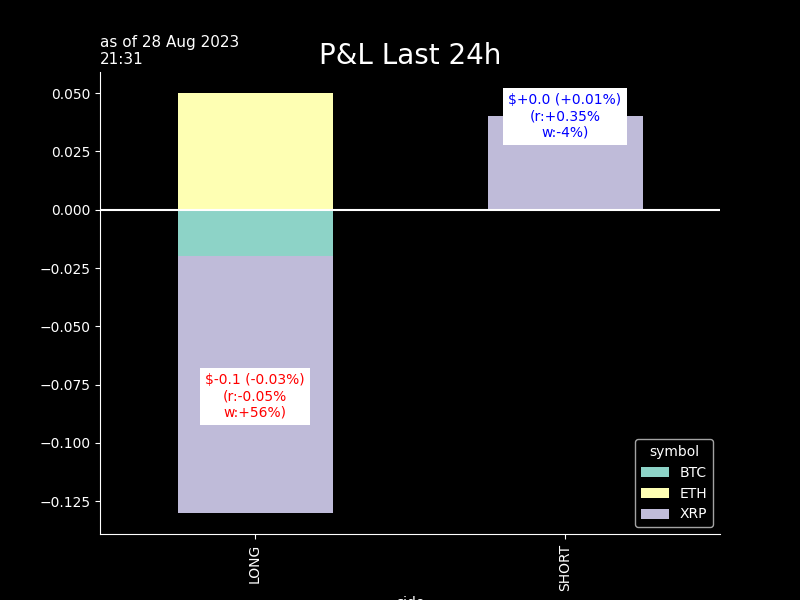 as of 28 Aug 2023
21:31
P&L Last 24h
0.050
0.025
0.000
−0.025
−0.050
−0.075
−0.100
−0.125
$+0.0 (+0.01%)
(r:+0.35%
w:-4%)
$-0.1 (-0.03%)
(r:-0.05%
w:+56%)
symbol
BTC
ETH
XRP
LONG
SHORT
side